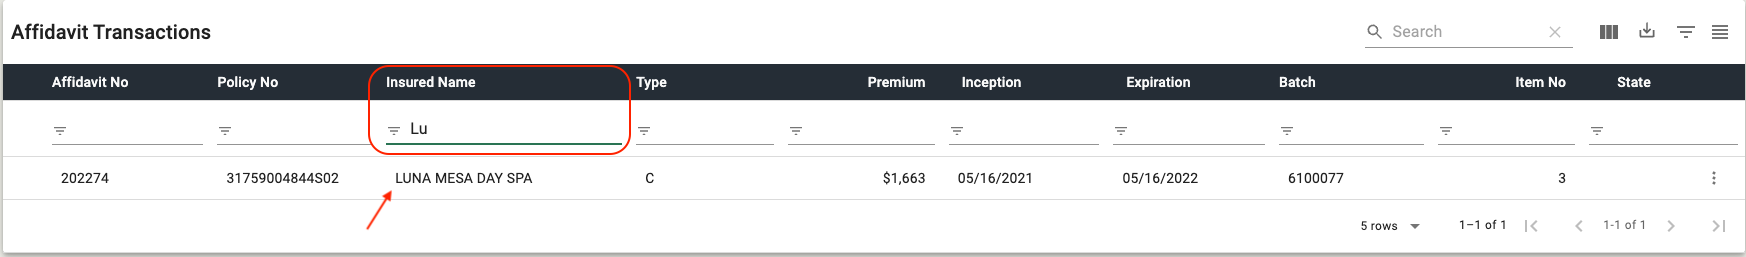 Affidavit Transactions
Search
Affidavit No Policy No Insured Name Type Premium Inception Expiration Batch Item No State
Lu
202274 31759004844S02 LUNA MESA DAY SPA C $1,663 05/16/2021 05/16/2022 6100077 3
5 rows 1–1 of 1 1-1 of 1